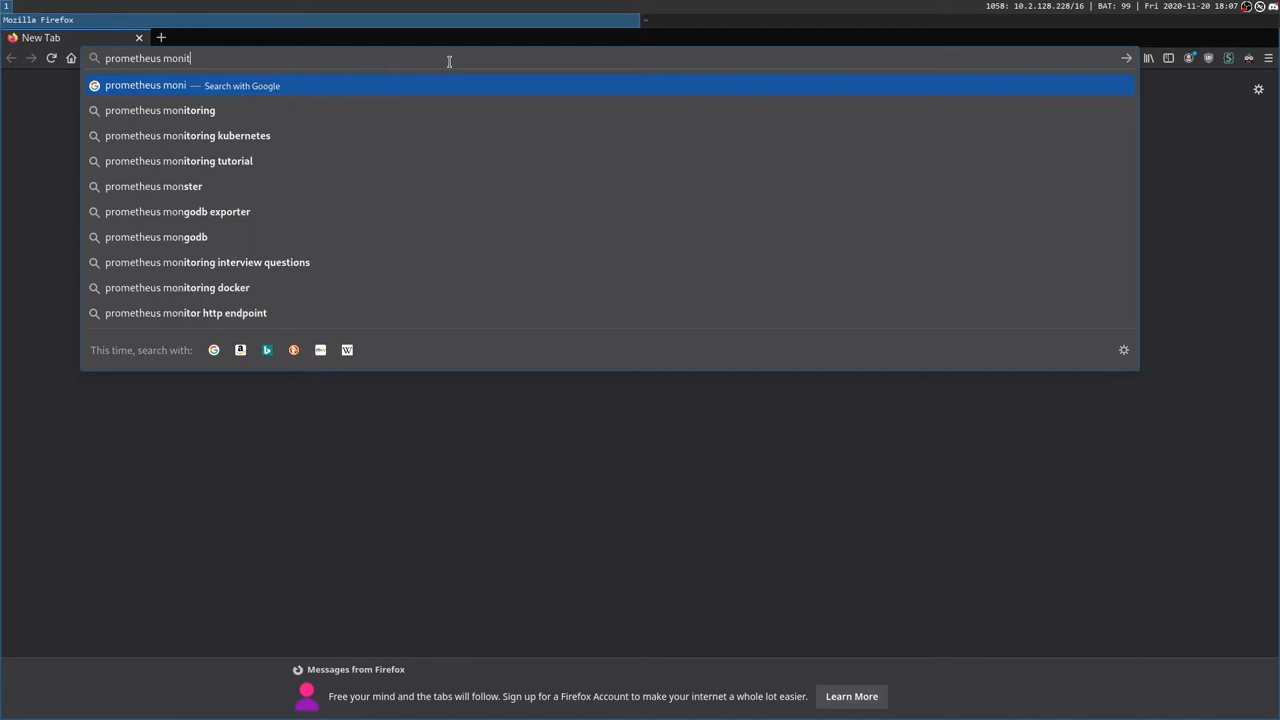 1
1058: 10.2.128.228/16 | BAT: 99 | Fri 2020-11-20 18:07
Mozilla Firefox
~
New Tab
prometheus monit
prometheus moni — Search with Google
prometheus monitoring
prometheus monitoring kubernetes
prometheus monitoring tutorial
prometheus monster
prometheus mongodb exporter
prometheus mongodb
prometheus monitoring interview questions
prometheus monitoring docker
prometheus monitor http endpoint
This time, search with:
Messages from Firefox
Free your mind and the tabs will follow. Sign up for a Firefox Account to make your internet a whole lot easier.
Learn More